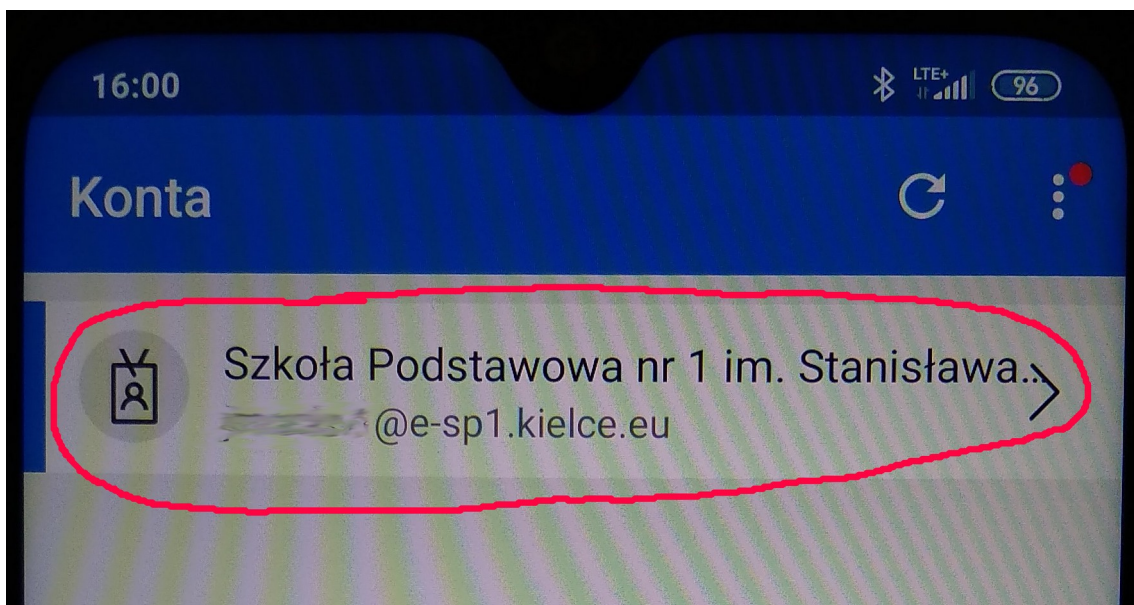 16:00 LTE+ 96
Konta
Szkoła Podstawowa nr 1 im. Stanisława...
@e-sp1.kielce.eu